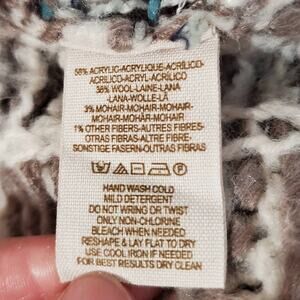 58% ACRYLIC-ACRYLIQUE-ACRILICO-
ACRILICO-ACRYL-ACRÍLICO
38% WOOL-LAINE-LANA
-LANA-WOLLE-LÃ
3% MOHAIR-MOHAIR-MOHAIR-
MOHAIR-MOHAIR-MOHAIR
1% OTHER FIBERS-AUTRES FIBRES-
OTRAS FIBRAS-ALTRE FIBRE
SONSTIGE FASERN-OUTRAS FIBRAS
HAND WASH COLD
MILD DETERGENT
DO NOT WRING OR TWIST
ONLY NON-CHLORINE
BLEACH WHEN NEEDED
RESHAPE & LAY FLAT TO DRY
USE COOL IRON IF NEEDED
FOR BEST RESULTS DRY CLEAN